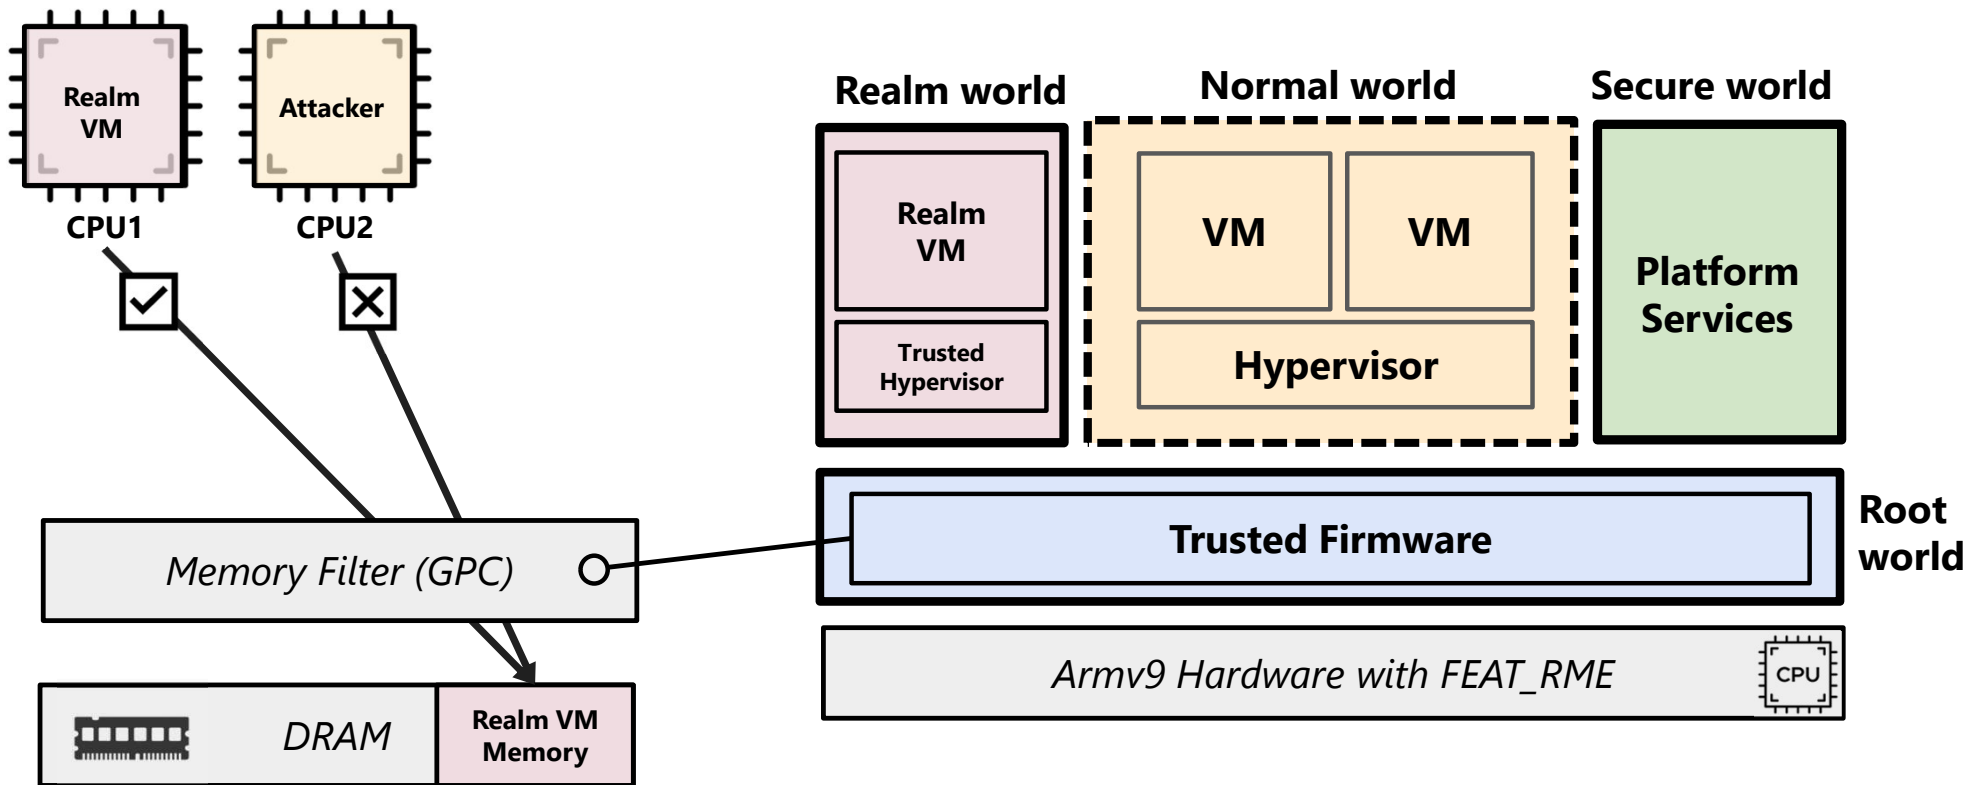 Realm
VM
Attacker
CPU1
CPU2
Memory Filter (GPC)
DRAM
Realm VM
Memory
Realm world
Normal world
Secure world
Realm
VM
Trusted
Hypervisor
VM
VM
Hypervisor
Platform
Services
Trusted Firmware
Root
world
Armv9 Hardware with FEAT_RME
CPU